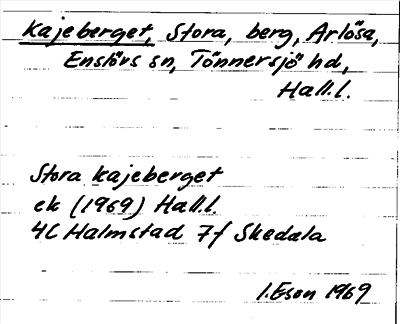 Kajeberget, Stora, berg, Arlösa,
Enslövs sn, Tönnersjö hd,
Hall.l.
Stora Kajeberget
ek (1969) Hall.l.
4C Halmstad 7f Skedala
I.Eson 1969